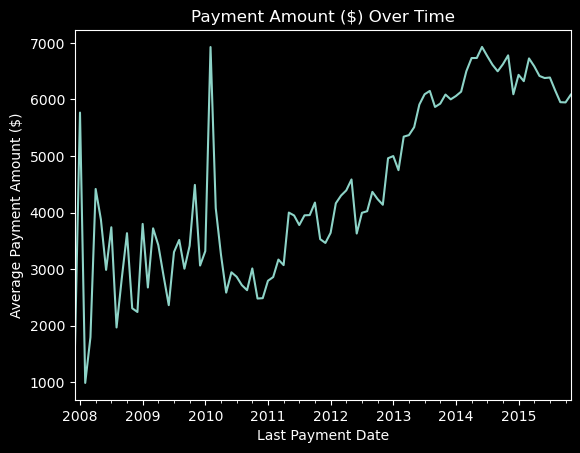 Payment Amount ($) Over Time
7000
6000
5000
4000
3000
2000
1000
Average Payment Amount ($)
2008 2009 2010 2011 2012 2013 2014 2015
Last Payment Date